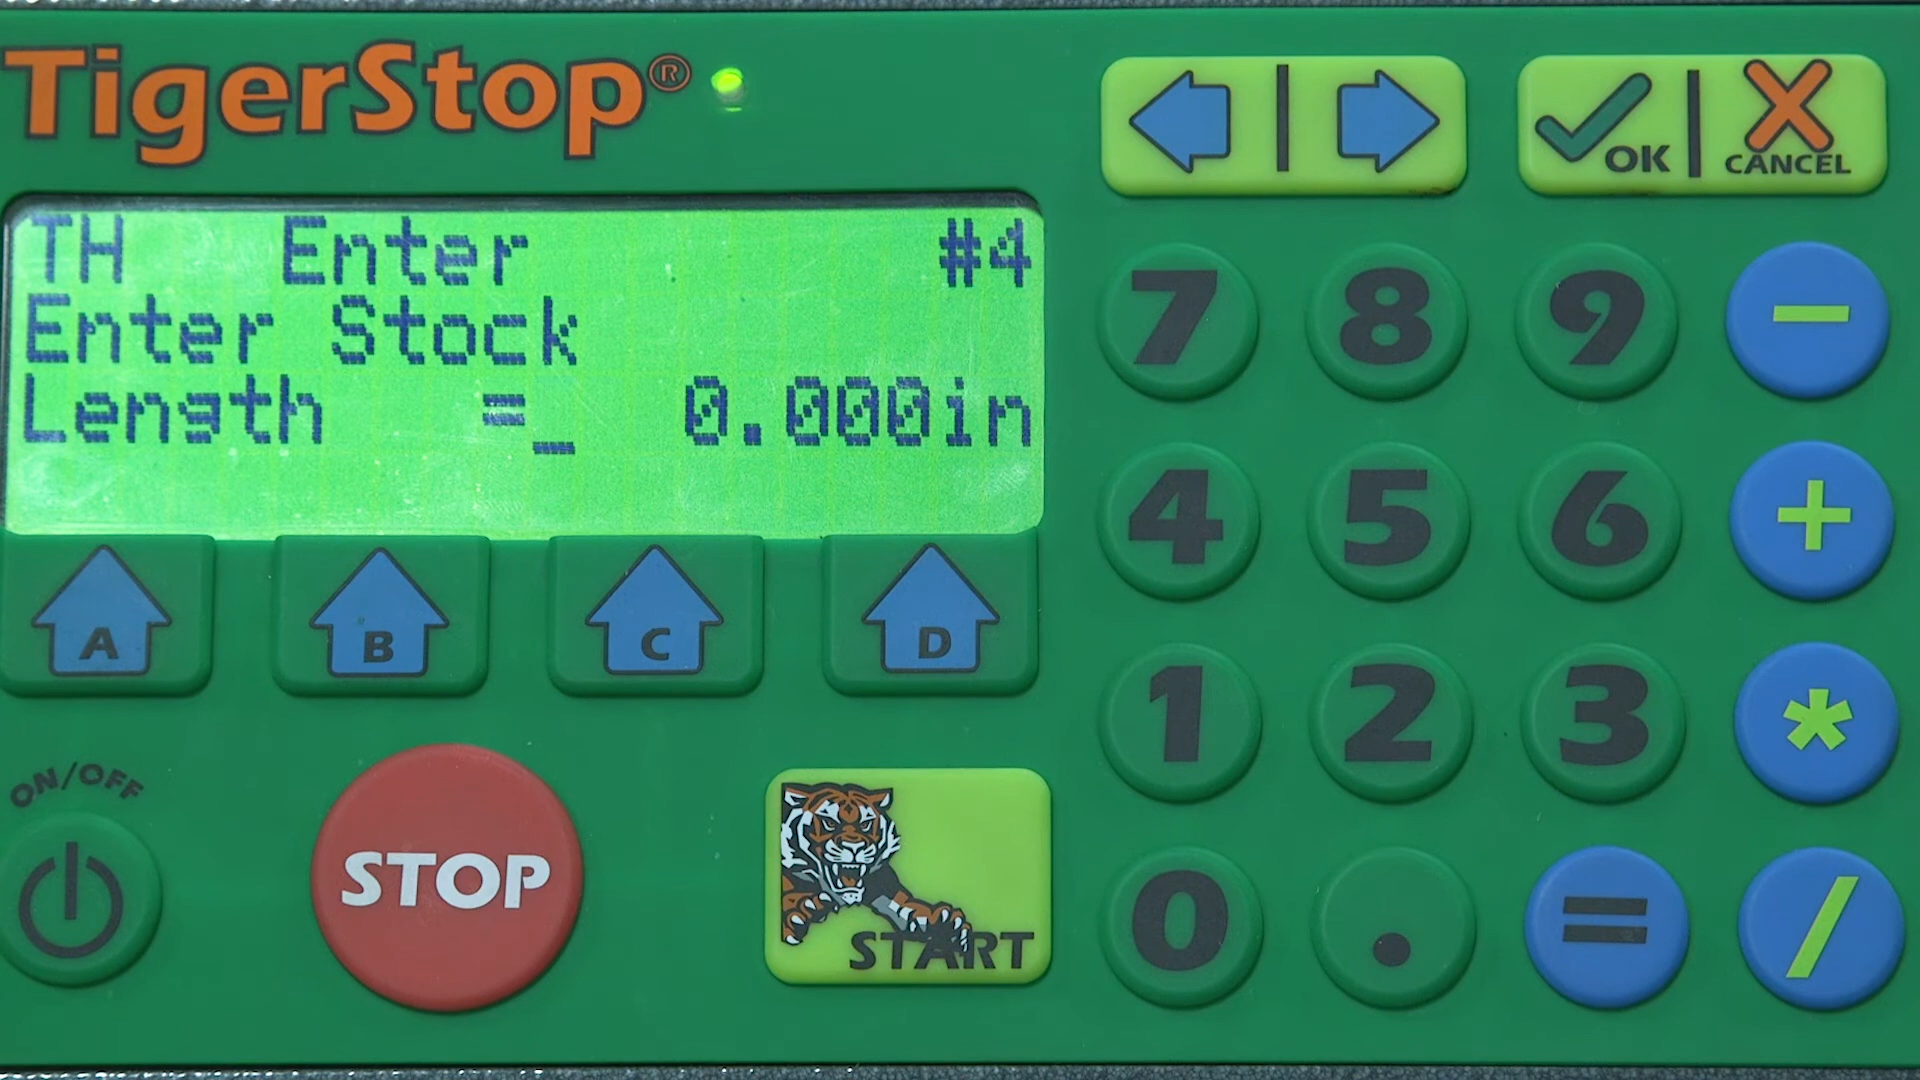 TigerStop®
TH Enter #4
Enter Stock
Length =_ 0.000in
A B C D
ON/OFF
STOP
START
OK CANCEL
7 8 9 -
4 5 6 +
1 2 3 *
0 . = /